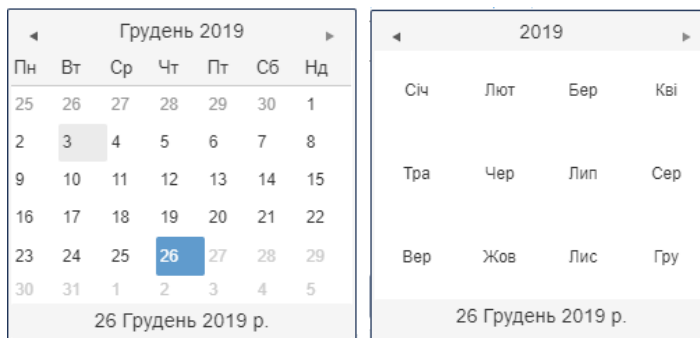 Грудень 2019
Пн Вт Ср Чт Пт Сб Нд
25 26 27 28 29 30 1
2 3 4 5 6 7 8
9 10 11 12 13 14 15
16 17 18 19 20 21 22
23 24 25 26 27 28 29
30 31 1 2 3 4 5
26 Грудень 2019 р.
2019
Січ Лют Бер Кві
Тра Чер Лип Сер
Вер Жов Лис Гру
26 Грудень 2019 р.